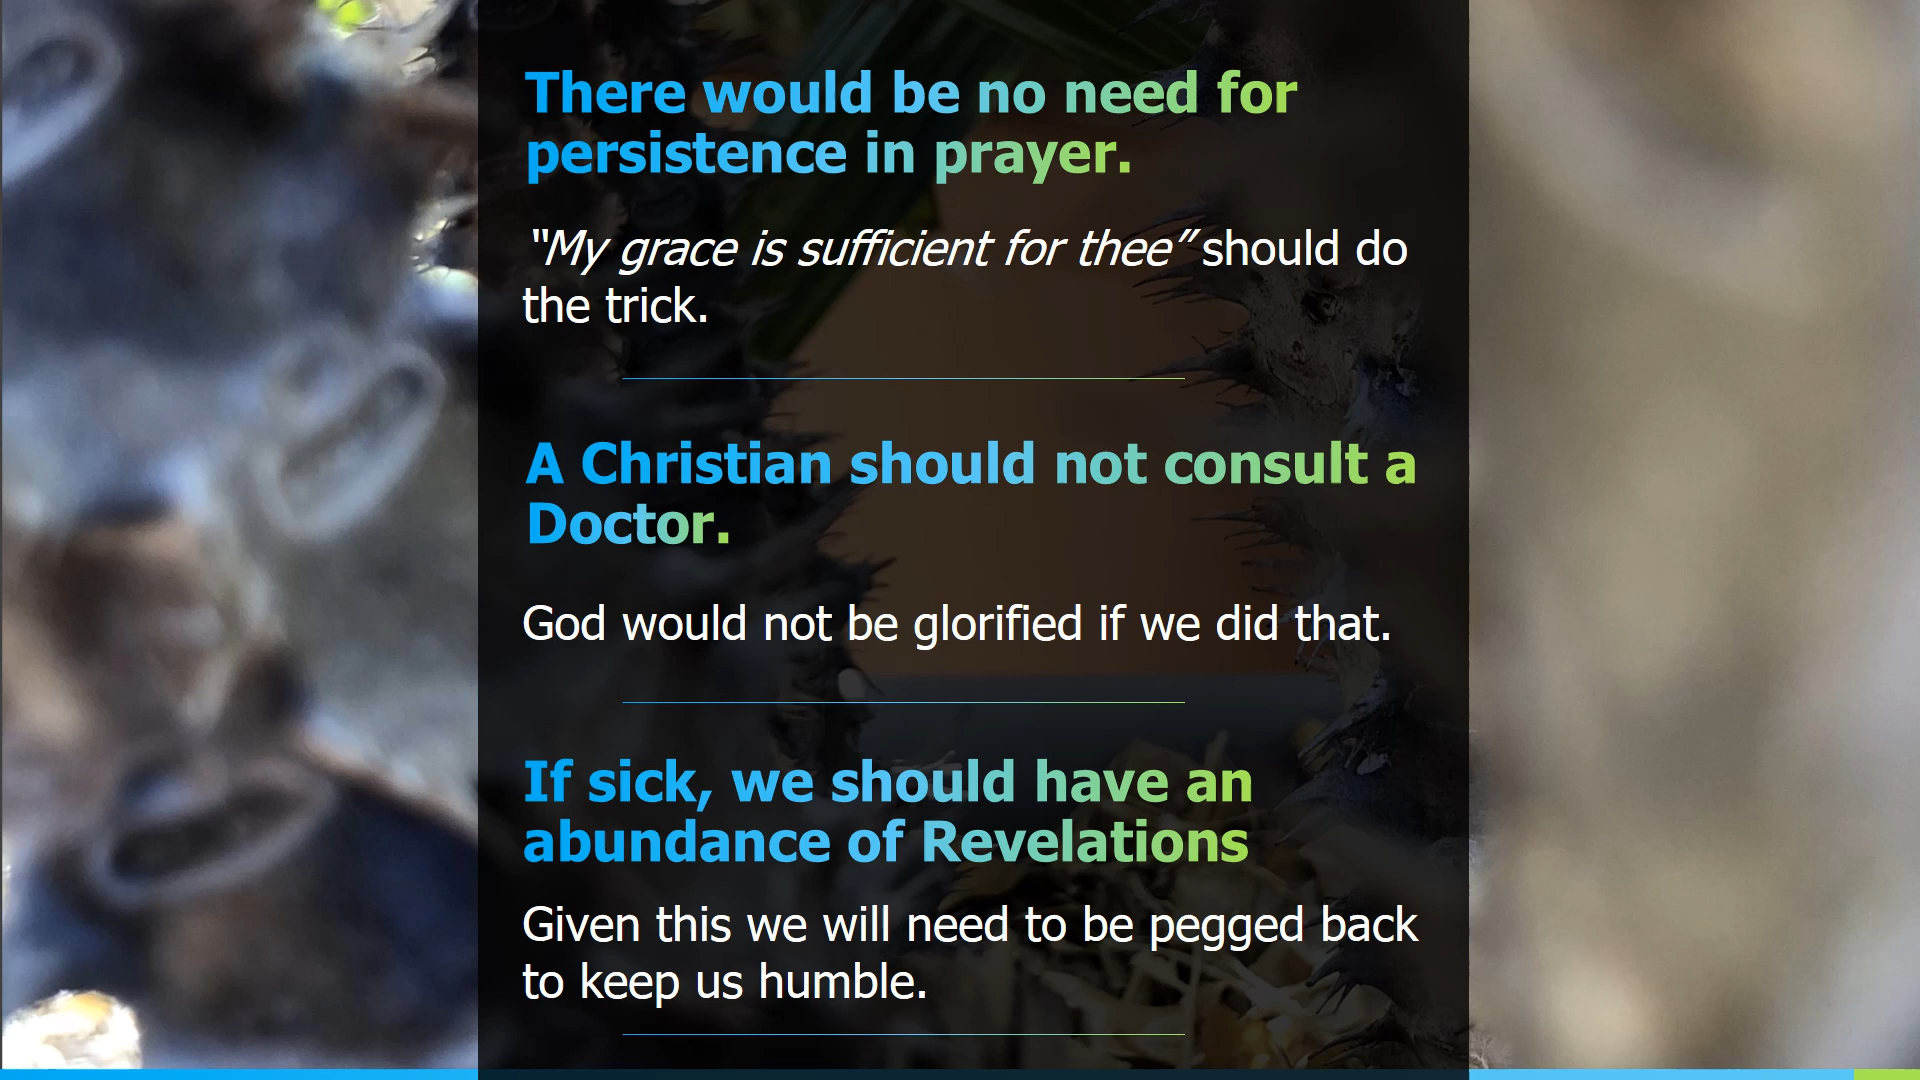 There would be no need for
persistence in prayer.
“My grace is sufficient for thee” should do
the trick.
A Christian should not consult a
Doctor.
God would not be glorified if we did that.
If sick, we should have an
abundance of Revelations
Given this we will need to be pegged back
to keep us humble.